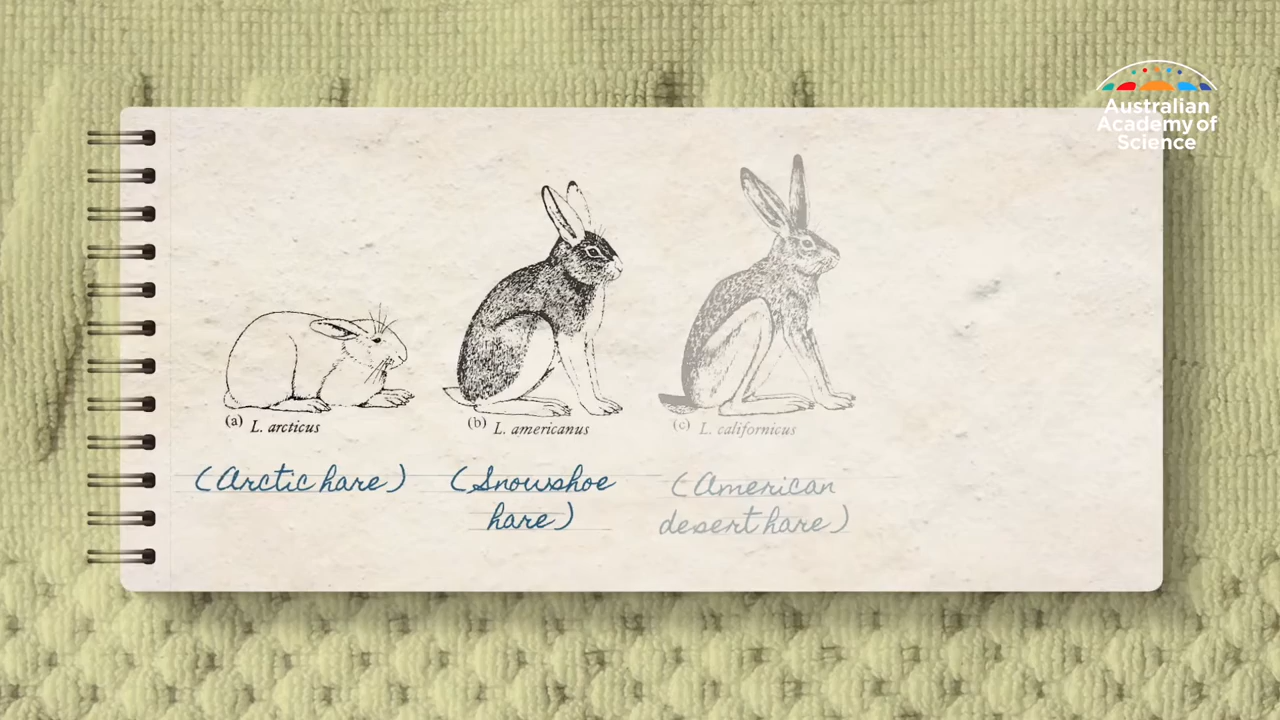 Australian
Academy of
Science
(a) L. arcticus
(b) L. americanus
(c) L. californicus
(Arctic hare)
(Snowshoe
hare)
(American
desert hare)